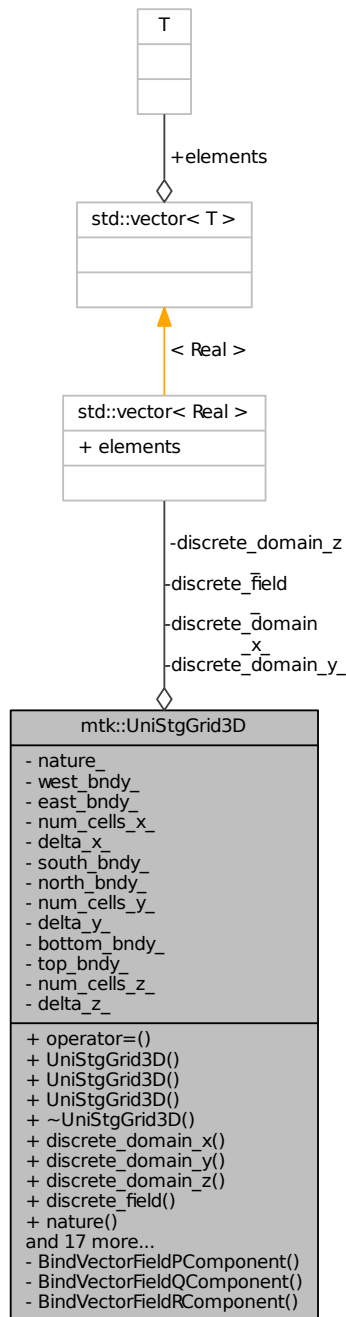 T
+elements
std::vector< T >
< Real >
std::vector< Real >
+ elements
-discrete_domain_z
_
-discrete_field
_
-discrete_domain
_x_
-discrete_domain_y_
mtk::UniStgGrid3D
- nature_
- west_bndy_
- east_bndy_
- num_cells_x_
- delta_x_
- south_bndy_
- north_bndy_
- num_cells_y_
- delta_y_
- bottom_bndy_
- top_bndy_
- num_cells_z_
- delta_z_
+ operator=()
+ UniStgGrid3D()
+ UniStgGrid3D()
+ UniStgGrid3D()
+ ~UniStgGrid3D()
+ discrete_domain_x()
+ discrete_domain_y()
+ discrete_domain_z()
+ discrete_field()
+ nature()
and 17 more...
- BindVectorFieldPComponent()
- BindVectorFieldQComponent()
- BindVectorFieldRComponent()